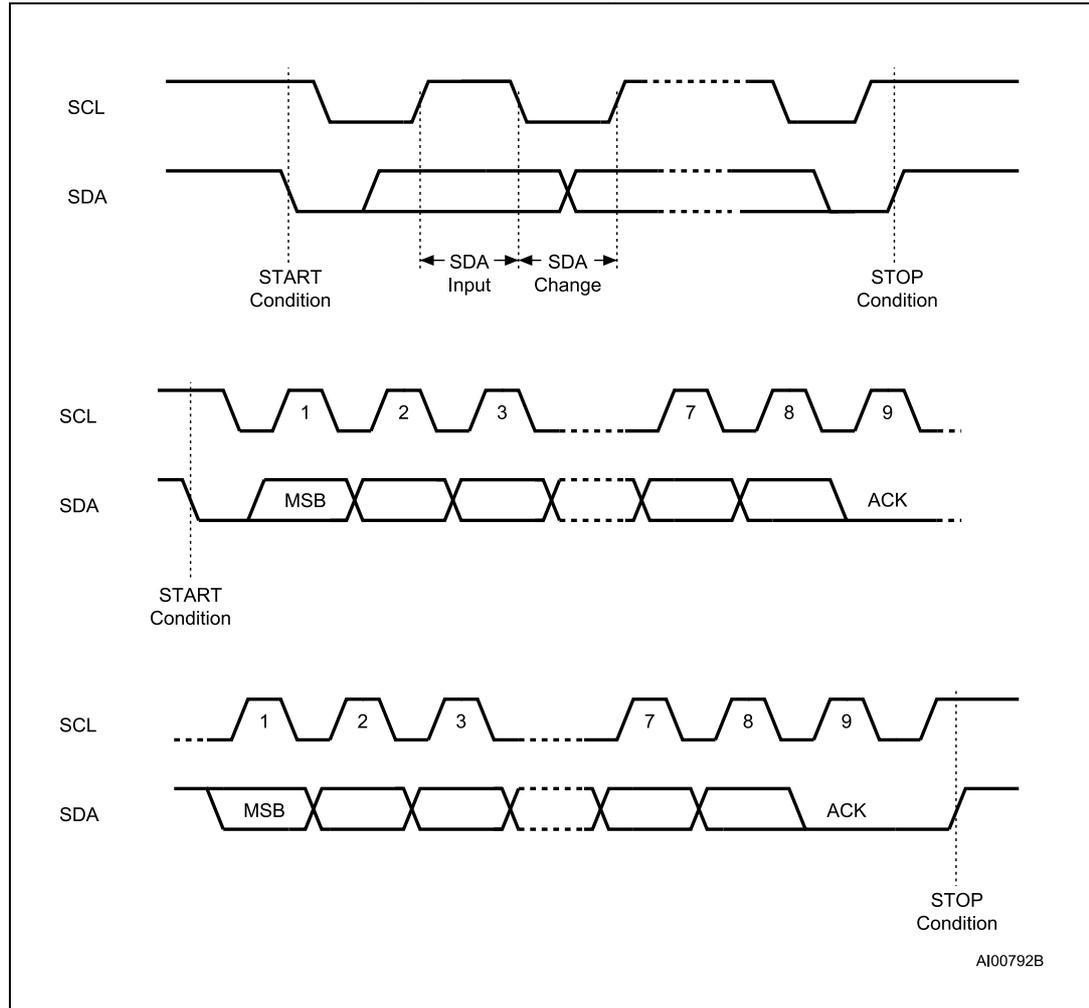 SCL
SDA
SDA
Input
SDA
Change
START
Condition
STOP
Condition
SCL
1 2 3 7 8 9
SDA
MSB ACK
START
Condition
SCL
1 2 3 7 8 9
SDA
MSB ACK
STOP
Condition
AI00792B